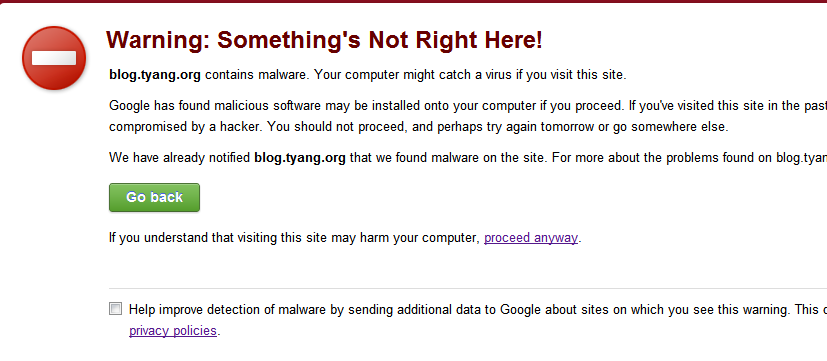 Warning: Something's Not Right Here!
blog.tyang.org contains malware. Your computer might catch a virus if you visit this site.
Google has found malicious software may be installed onto your computer if you proceed. If you've visited this site in the past
compromised by a hacker. You should not proceed, and perhaps try again tomorrow or go somewhere else.
We have already notified blog.tyang.org that we found malware on the site. For more about the problems found on blog.tyan
Go back
If you understand that visiting this site may harm your computer, proceed anyway.
Help improve detection of malware by sending additional data to Google about sites on which you see this warning. This
privacy policies.